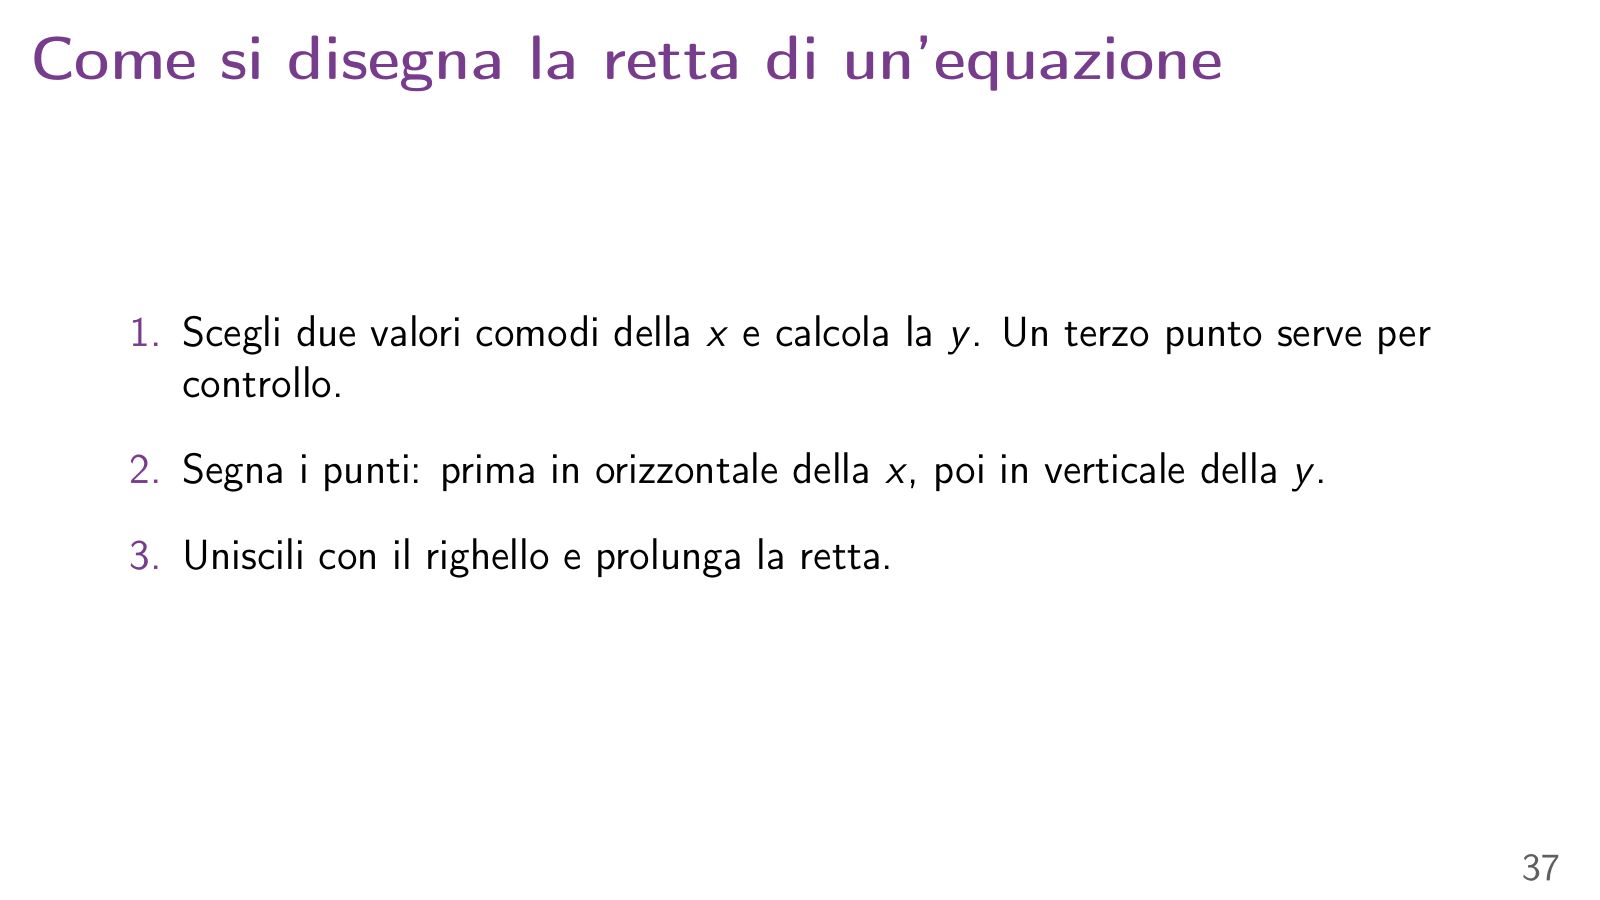 Come si disegna la retta di un’equazione
1. Scegli due valori comodi della x e calcola la y. Un terzo punto serve per
controllo.
2. Segna i punti: prima in orizzontale della x, poi in verticale della y.
3. Uniscili con il righello e prolunga la retta.
37